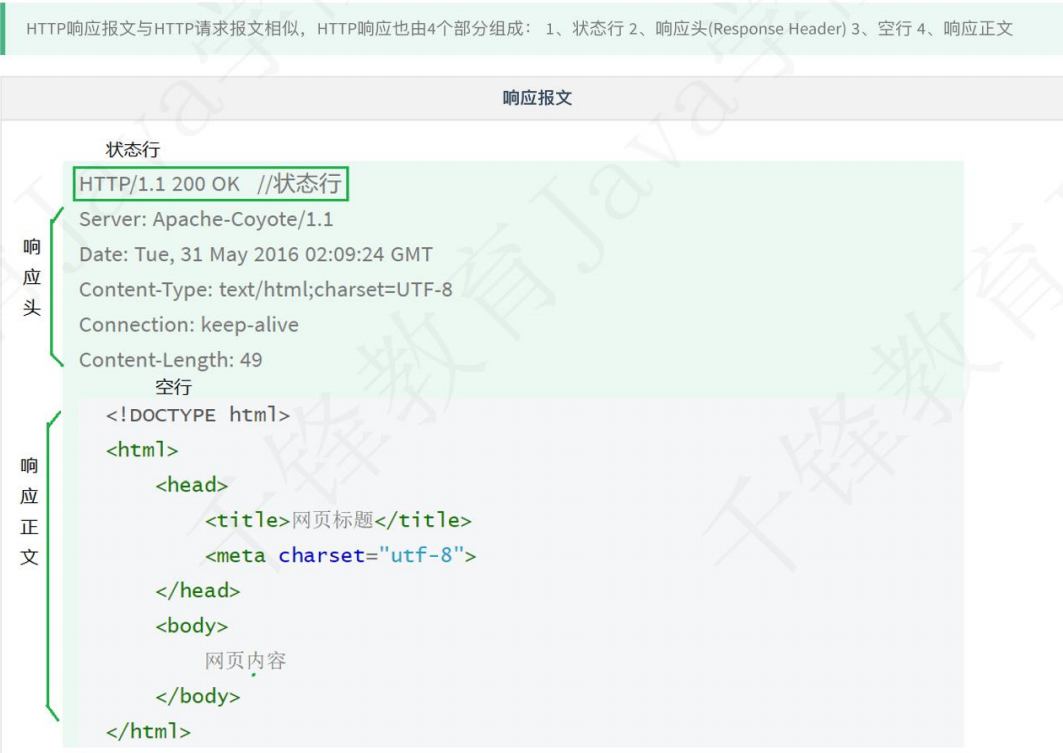 HTTP响应报文与HTTP请求报文相似，HTTP响应也由4个部分组成： 1、状态行 2、响应头(Response Header) 3、空行 4、响应正文
响应报文
状态行
HTTP/1.1 200 OK //状态行
Server: Apache-Coyote/1.1
Date: Tue, 31 May 2016 02:09:24 GMT
Content-Type: text/html;charset=UTF-8
Connection: keep-alive
Content-Length: 49
响应头
空行
<!DOCTYPE html>
<html>
<head>
<title>网页标题</title>
<meta charset="utf-8">
</head>
<body>
网页内容
</body>
</html>
响应正文
千锋教育Java学
千锋教育